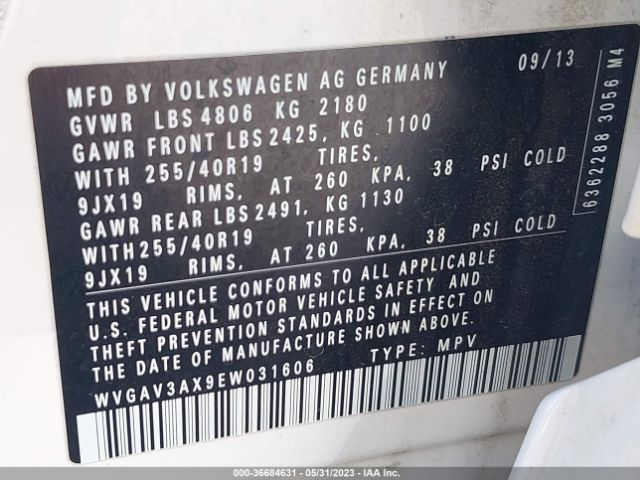 MFD BY VOLKSWAGEN AG GERMANY 09/13
GVWR LBS 4806 KG 2180
GAWR FRONT LBS 2425, KG 1100
WITH 255/40R19 TIRES,
9JX19 RIMS, AT 260 KPA, 38 PSI COLD
GAWR REAR LBS 2491, KG 1130
WITH 255/40R19 TIRES,
9JX19 RIMS, AT 260 KPA, 38 PSI COLD
THIS VEHICLE CONFORMS TO ALL APPLICABLE
U.S. FEDERAL MOTOR VEHICLE SAFETY AND
THEFT PREVENTION STANDARDS IN EFFECT ON
THE DATE OF MANUFACTURE SHOWN ABOVE.
WVGAV3AX9EW031606 TYPE: MPV
6362288 3056 M4
000-36684631 - 05/31/2023 - IAA Inc.